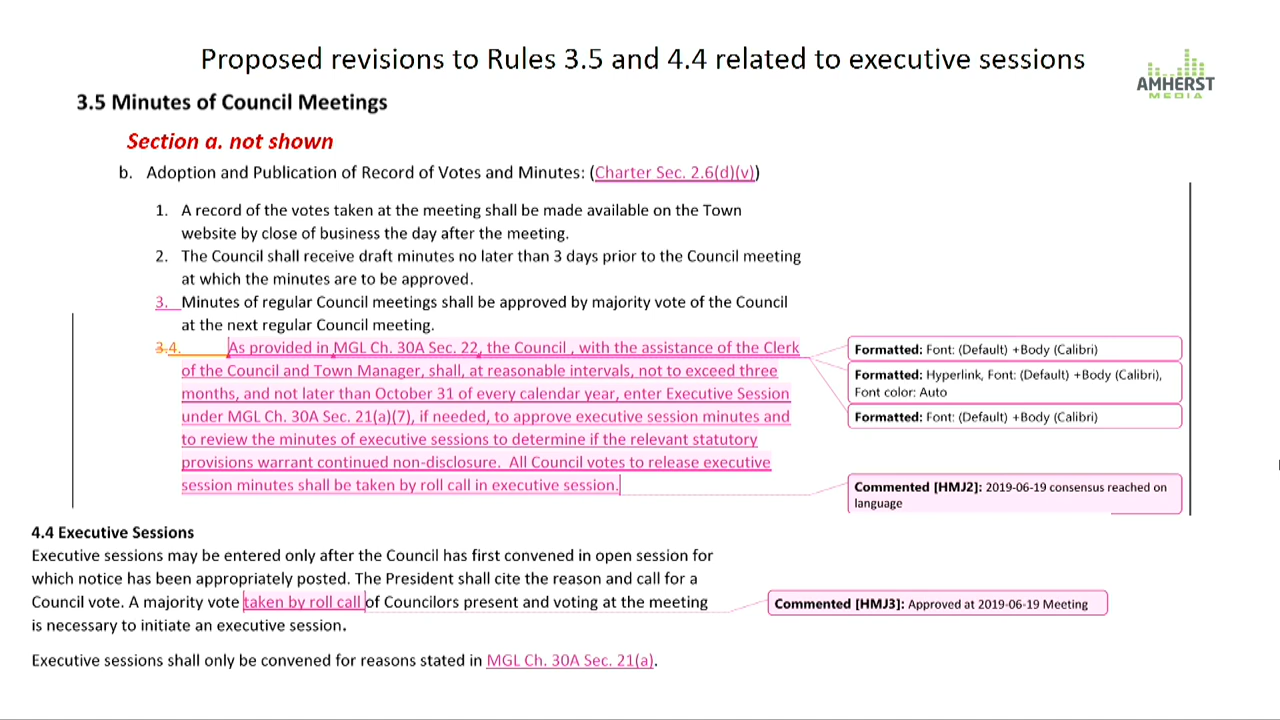 Proposed revisions to Rules 3.5 and 4.4 related to executive sessions
AMHERST
MEDIA
3.5 Minutes of Council Meetings
Section a. not shown
b. Adoption and Publication of Record of Votes and Minutes: (Charter Sec. 2.6(d)(v))
1. A record of the votes taken at the meeting shall be made available on the Town
website by close of business the day after the meeting.
2. The Council shall receive draft minutes no later than 3 days prior to the Council meeting
at which the minutes are to be approved.
3. Minutes of regular Council meetings shall be approved by majority vote of the Council
at the next regular Council meeting.
3.4. As provided in MGL Ch. 30A Sec. 22, the Council , with the assistance of the Clerk
of the Council and Town Manager, shall, at reasonable intervals, not to exceed three
months, and not later than October 31 of every calendar year, enter Executive Session
under MGL Ch. 30A Sec. 21(a)(7), if needed, to approve executive session minutes and
to review the minutes of executive sessions to determine if the relevant statutory
provisions warrant continued non-disclosure.  All Council votes to release executive
session minutes shall be taken by roll call in executive session.
Formatted: Font: (Default) +Body (Calibri)
Formatted: Hyperlink, Font: (Default) +Body (Calibri),
Font color: Auto
Formatted: Font: (Default) +Body (Calibri)
Commented [HMJ2]: 2019-06-19 consensus reached on
language
4.4 Executive Sessions
Executive sessions may be entered only after the Council has first convened in open session for
which notice has been appropriately posted. The President shall cite the reason and call for a
Council vote. A majority vote taken by roll call of Councilors present and voting at the meeting
is necessary to initiate an executive session.
Commented [HMJ3]: Approved at 2019-06-19 Meeting
Executive sessions shall only be convened for reasons stated in MGL Ch. 30A Sec. 21(a).